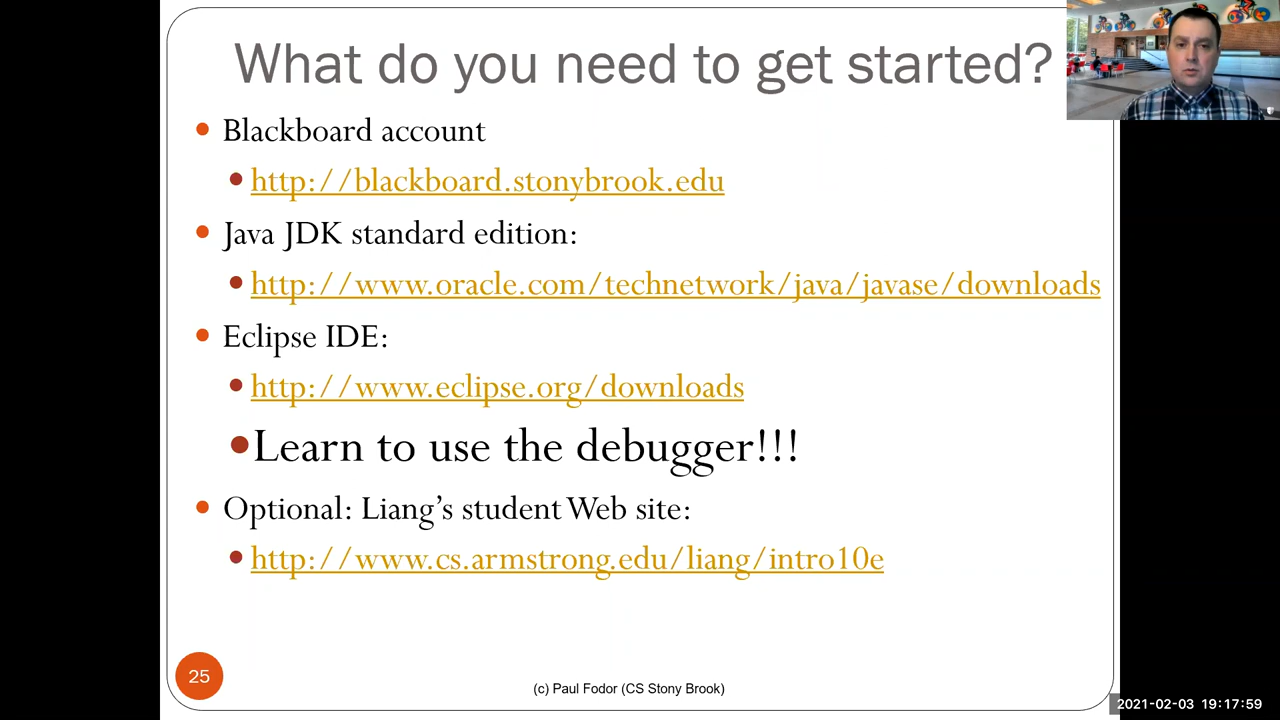 What do you need to get started?
Blackboard account
http://blackboard.stonybrook.edu
Java JDK standard edition:
http://www.oracle.com/technetwork/java/javase/downloads
Eclipse IDE:
http://www.eclipse.org/downloads
Learn to use the debugger!!!
Optional: Liang’s student Web site:
http://www.cs.armstrong.edu/liang/intro10e
25
(c) Paul Fodor (CS Stony Brook)
2021-02-03 19:17:59